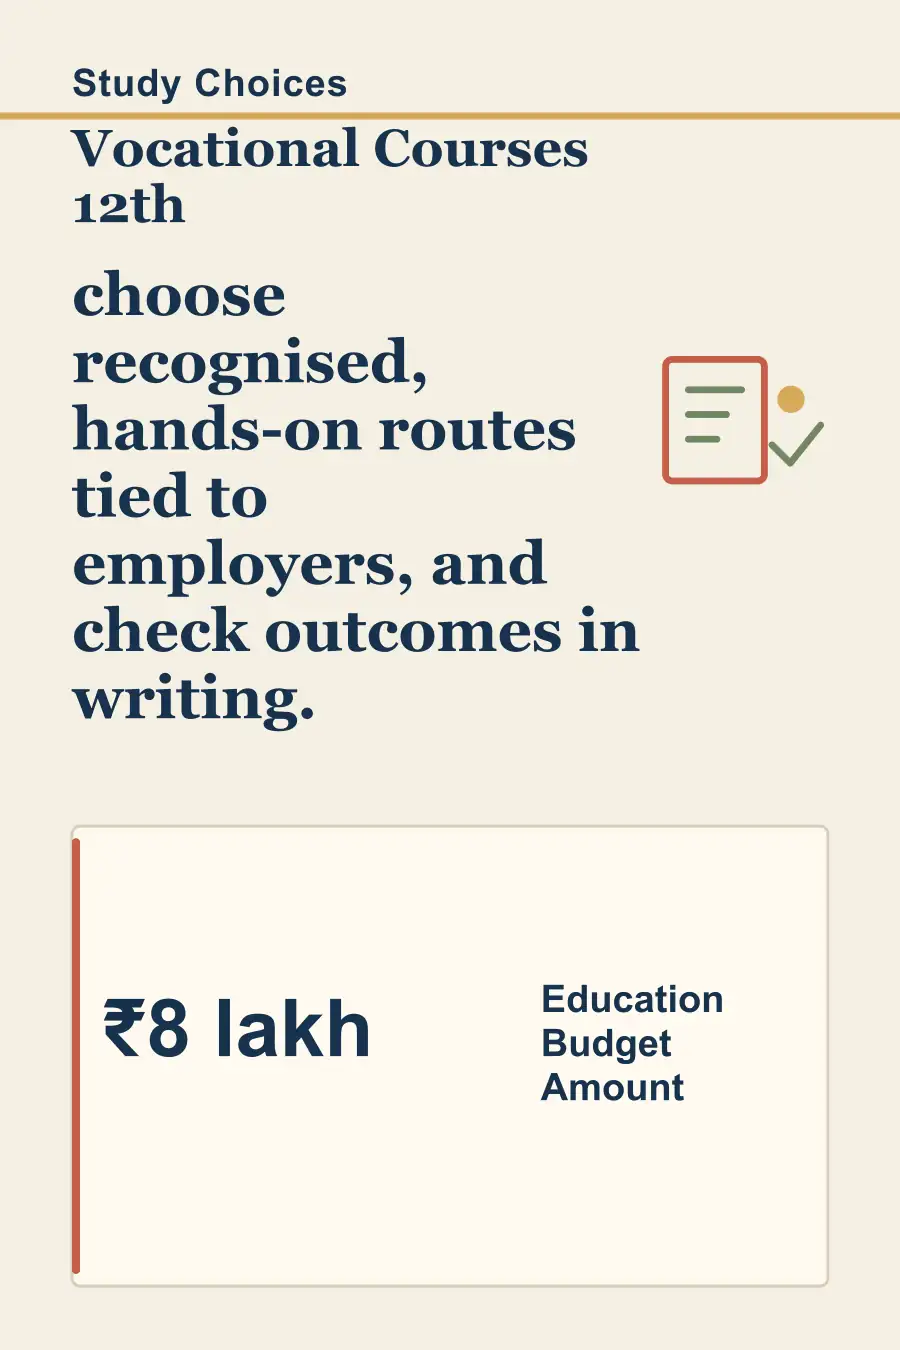 Study Choices
Vocational Courses
12th
choose
recognised,
hands-on routes
tied to
employers, and
check outcomes in
writing.
₹8 lakh
Education
Budget
Amount